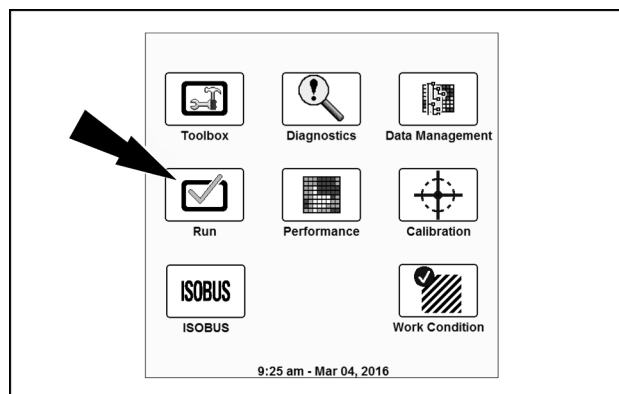 Toolbox Diagnostics Data Management
Run Performance Calibration
ISOBUS
ISOBUS Work Condition
9:25 am - Mar 04, 2016